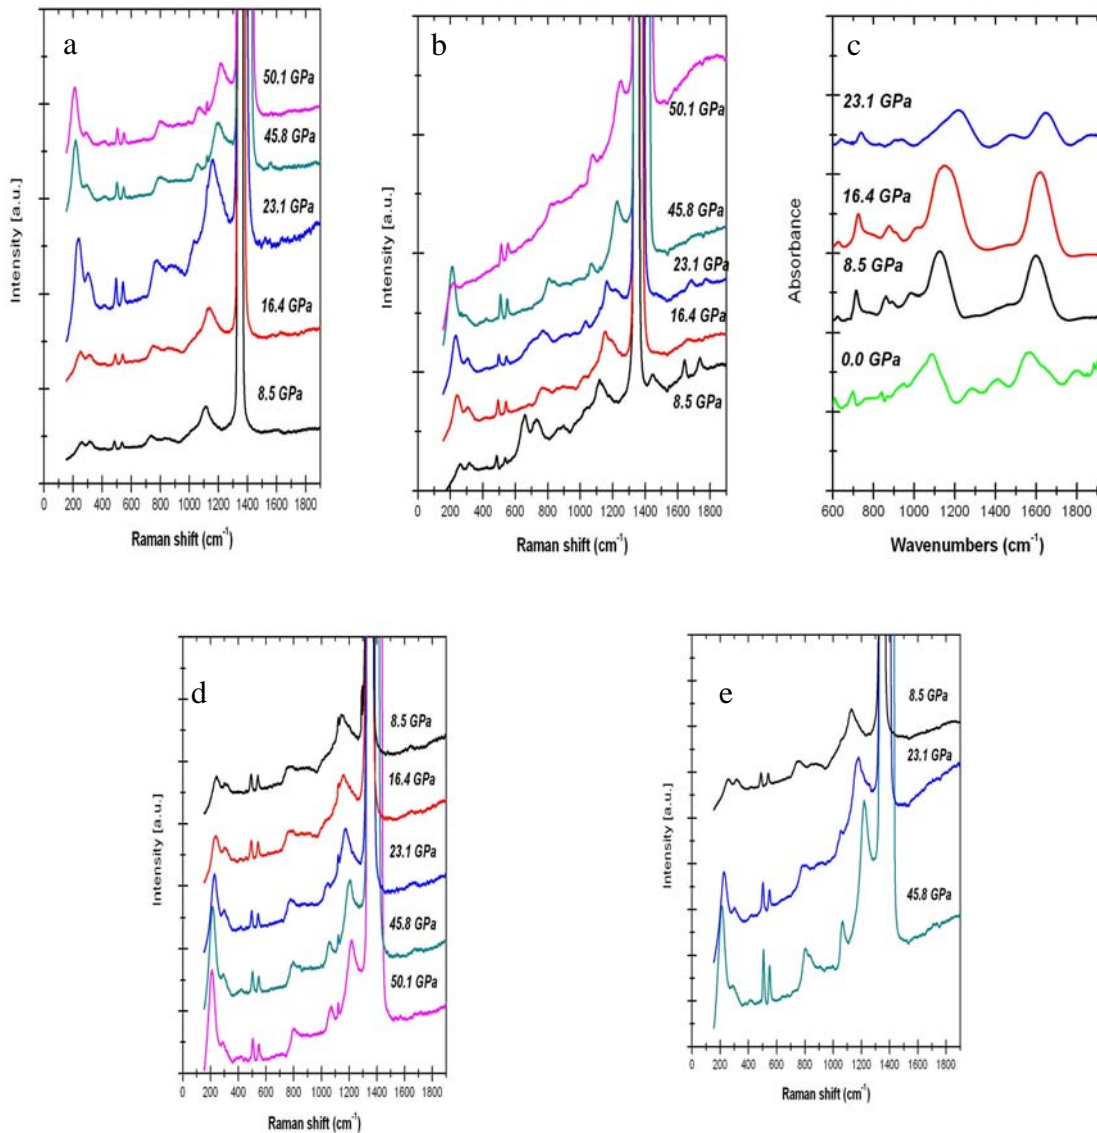 a
50.1 GPa
45.8 GPa
23.1 GPa
16.4 GPa
8.5 GPa
Intensity [a.u.]
0 200 400 600 800 1000 1200 1400 1600 1800
Raman shift (cm⁻¹)
b
50.1 GPa
45.8 GPa
23.1 GPa
16.4 GPa
8.5 GPa
Intensity [a.u.]
0 200 400 600 800 1000 1200 1400 1600 1800
Raman shift (cm⁻¹)
c
23.1 GPa
16.4 GPa
8.5 GPa
0.0 GPa
Absorbance
600 800 1000 1200 1400 1600 1800
Wavenumbers (cm⁻¹)
d
8.5 GPa
16.4 GPa
23.1 GPa
45.8 GPa
50.1 GPa
Intensity [a.u.]
0 200 400 600 800 1000 1200 1400 1600 1800
Raman shift (cm⁻¹)
e
8.5 GPa
23.1 GPa
45.8 GPa
Intensity [a.u.]
0 200 400 600 800 1000 1200 1400 1600 1800
Raman shift (cm⁻¹)